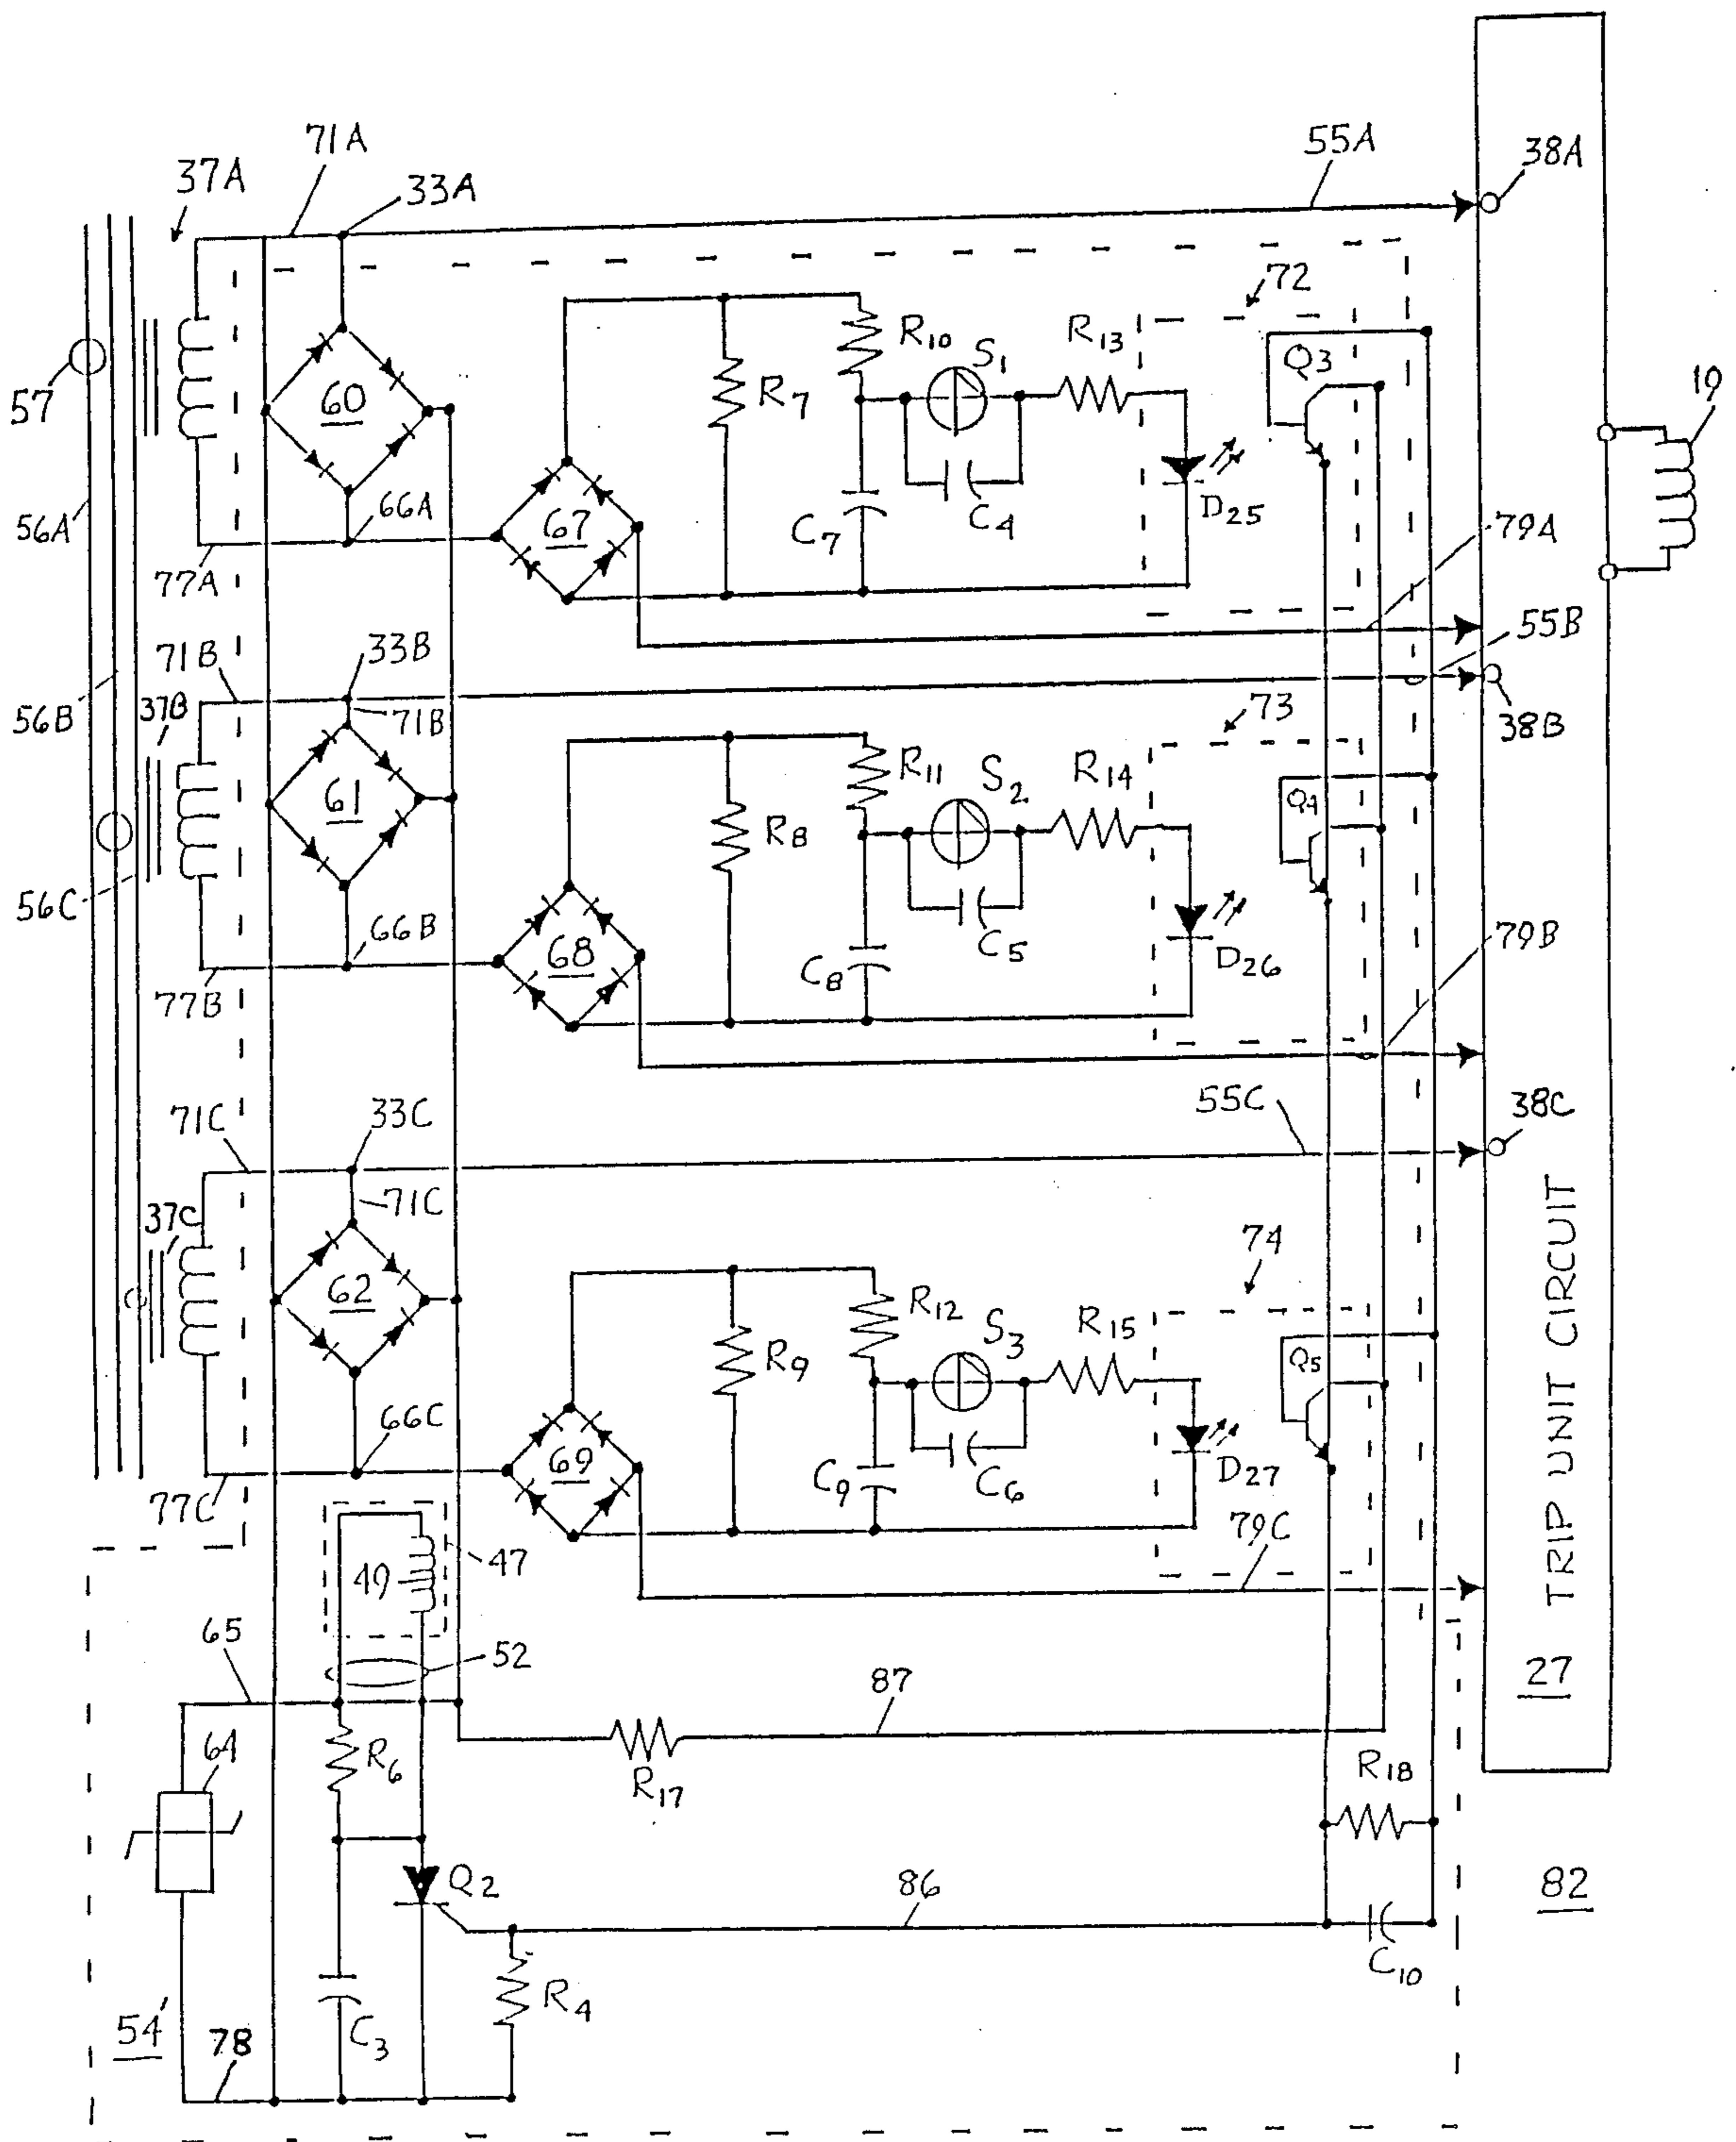 71A
55A
38A
37A
33A
72
R10
S1
R13
Q3
57
60
R7
19
56A
66A
67
C7
C4
D25
79A
77A
55B
71B
33B
73
56B
37B
71B
38B
R11
S2
R14
Q4
61
R8
56C
66B
68
C8
C5
D26
79B
77B
71C
33C
55C
38C
37C
71C
74
R12
S3
R15
Q5
62
R9
66C
69
C9
C6
D27
77C
79C
49
47
TRIP UNIT CIRCUIT
65
52
87
27
64
R6
R17
R18
Q2
86
82
C10
R4
54'
78
C3